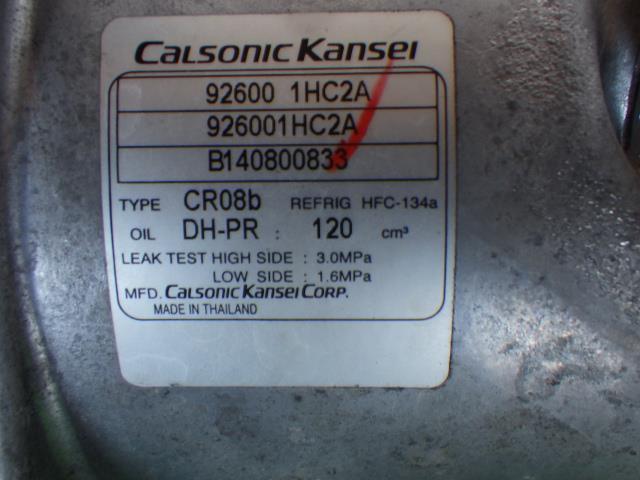 Calsonic Kansei
92600 1HC2A
926001HC2A
B140800833
TYPE CR08b REFRIG HFC-134a
OIL DH-PR : 120 cm³
LEAK TEST HIGH SIDE : 3.0MPa
LOW SIDE : 1.6MPa
MFD. Calsonic Kansei Corp.
MADE IN THAILAND